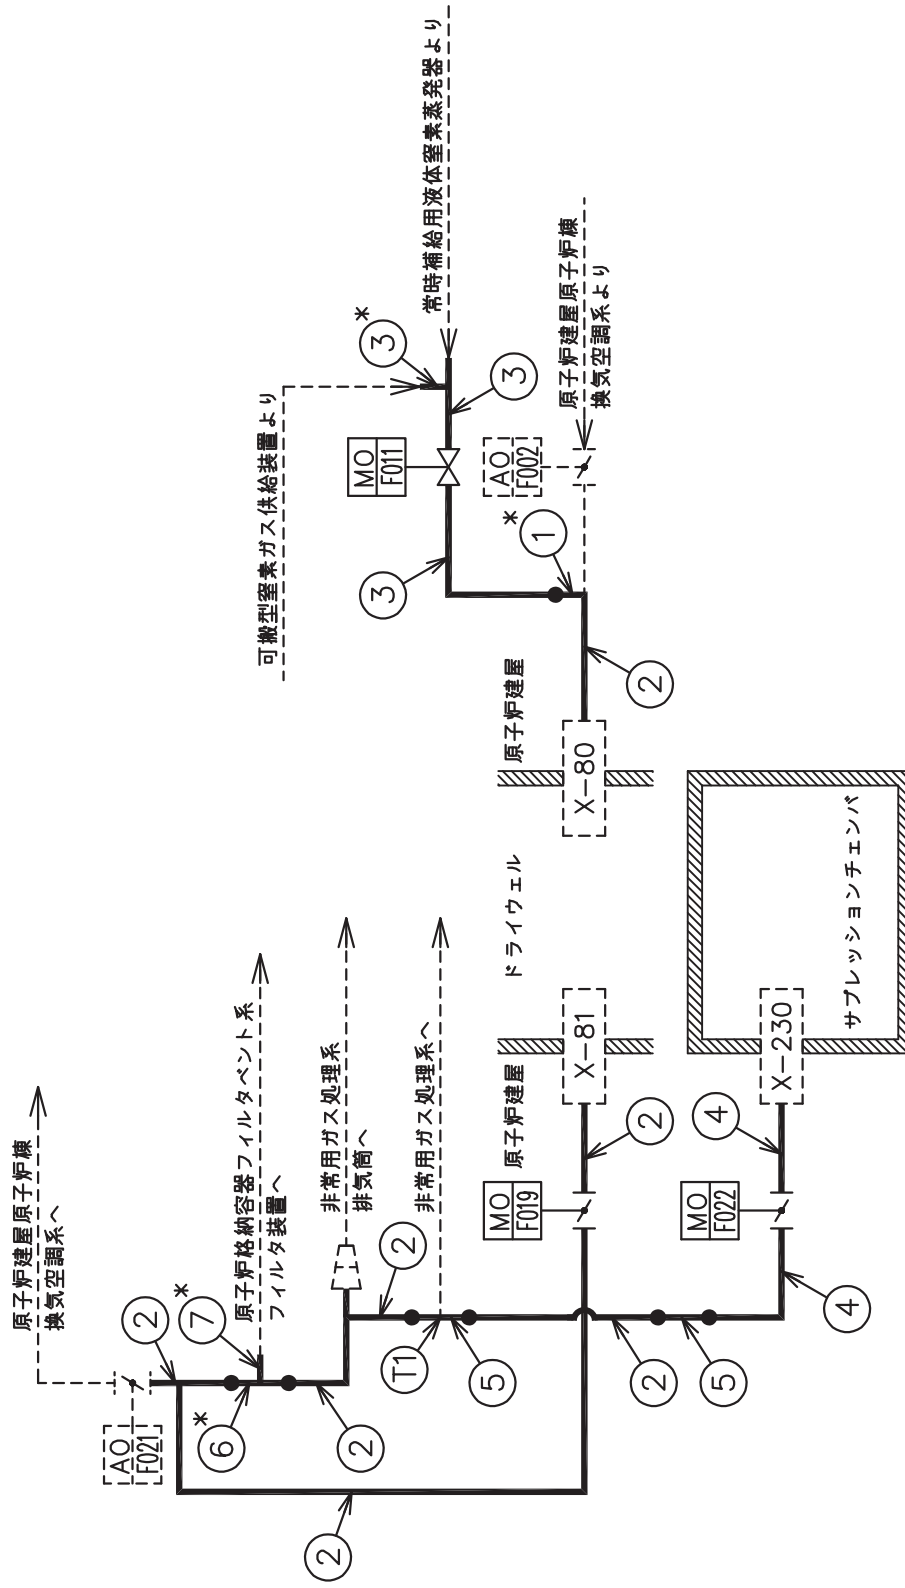 原子炉建屋原子炉棟
換気空調系へ
AO
F021
2
*
7
*
6
原子炉格納容器フィルタベント系
フィルタ装置へ
2
2
非常用ガス処理系
排気筒へ
2
T1
5
非常用ガス処理系へ
原子炉建屋
MO
F019
2
X-81
2
5
MO
F022
4
4
X-230
サプレッションチェンバ
ドライウェル
原子炉建屋
X-80
2
*
1
3
MO
F011
AO
F002
3
*
3
可搬型窒素ガス供給装置より
常時補給用液体窒素蒸発器より
原子炉建屋原子炉棟
換気空調系より